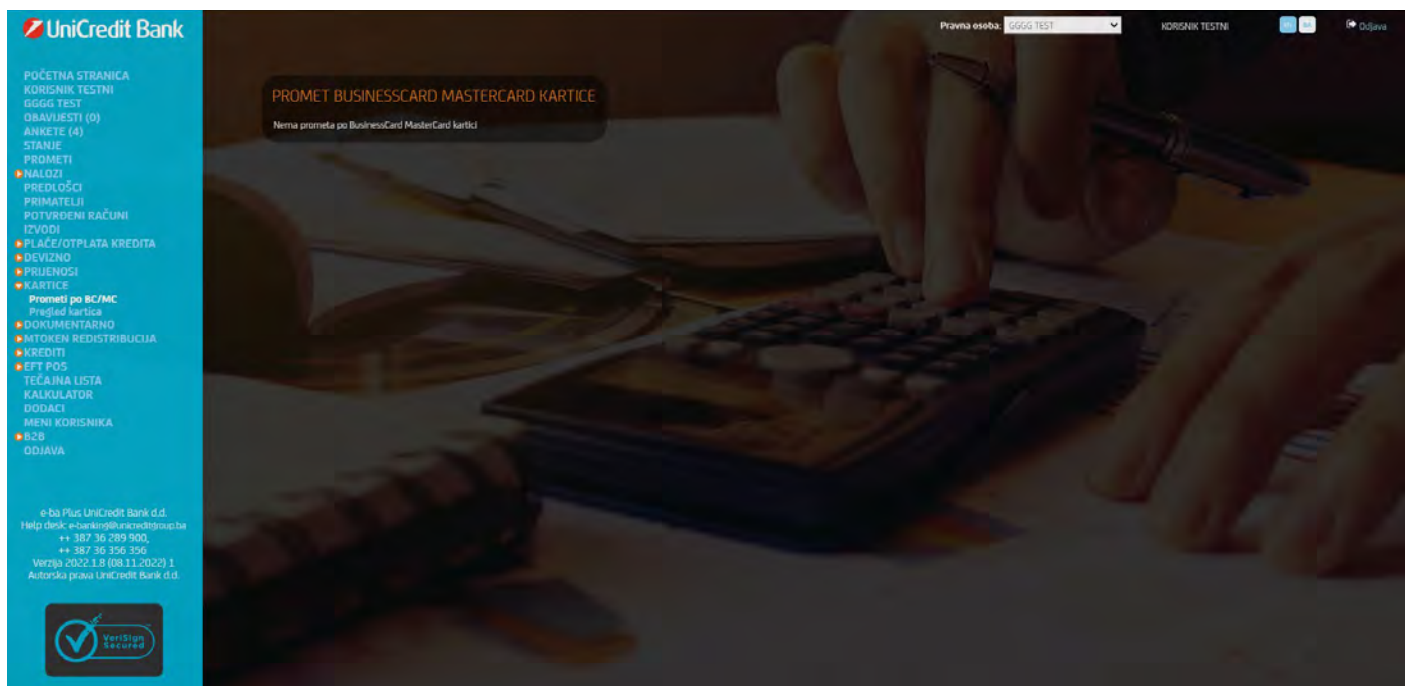 UniCredit Bank
Pravna osoba: GGGG TEST
KORISNIK TESTNI
Odjava
POČETNA STRANICA
KORISNIK TESTNI
GGGG TEST
OBAVIJESTI (0)
ANKETE (4)
STANJE
PROMETI
NALOZI
PREDLOŠCI
PRIMATELJI
POTVRĐENI RAČUNI
IZVODI
PLAĆE/OTPLATA KREDITA
DEVIZNO
PRIJENOSI
KARTICE
Prometi po BC/MC
Pregled kartica
DOKUMENTARNO
MTOKEN REDISTRIBUCIJA
KREDITI
EFT POS
TEČAJNA LISTA
KALKULATOR
DODACI
MENI KORISNIKA
B2B
ODJAVA
PROMET BUSINESSCARD MASTERCARD KARTICE
Nema prometa po BusinessCard MasterCard kartici
e-ba Plus UniCredit Bank d.d.
Help desk: e-banking@unicreditgroup.ba
++ 387 36 289 900,
++ 387 36 356 356
Verzija 2022.1.8 (08.11.2022) 1
Autorska prava UniCredit Bank d.d.
VeriSign
Secured